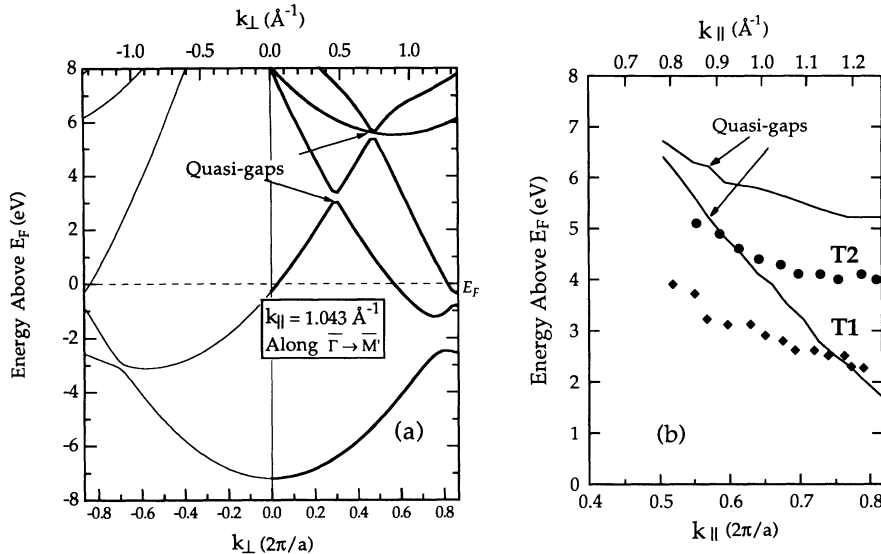 k⊥ (Å⁻¹)
-1.0 -0.5 0.0 0.5 1.0
8
6
4
2
0
-2
-4
-6
-8
Energy Above E_F (eV)
Quasi-gaps
E_F
k∥ = 1.043 Å⁻¹
Along Γ̅ → M̅'
(a)
-0.8 -0.6 -0.4 -0.2 0.0 0.2 0.4 0.6 0.8
k⊥ (2π/a)
k∥ (Å⁻¹)
0.7 0.8 0.9 1.0 1.1 1.2
8
7
6
5
4
3
2
1
0
Energy Above E_F (eV)
Quasi-gaps
T2
T1
(b)
0.4 0.5 0.6 0.7 0.8
k∥ (2π/a)